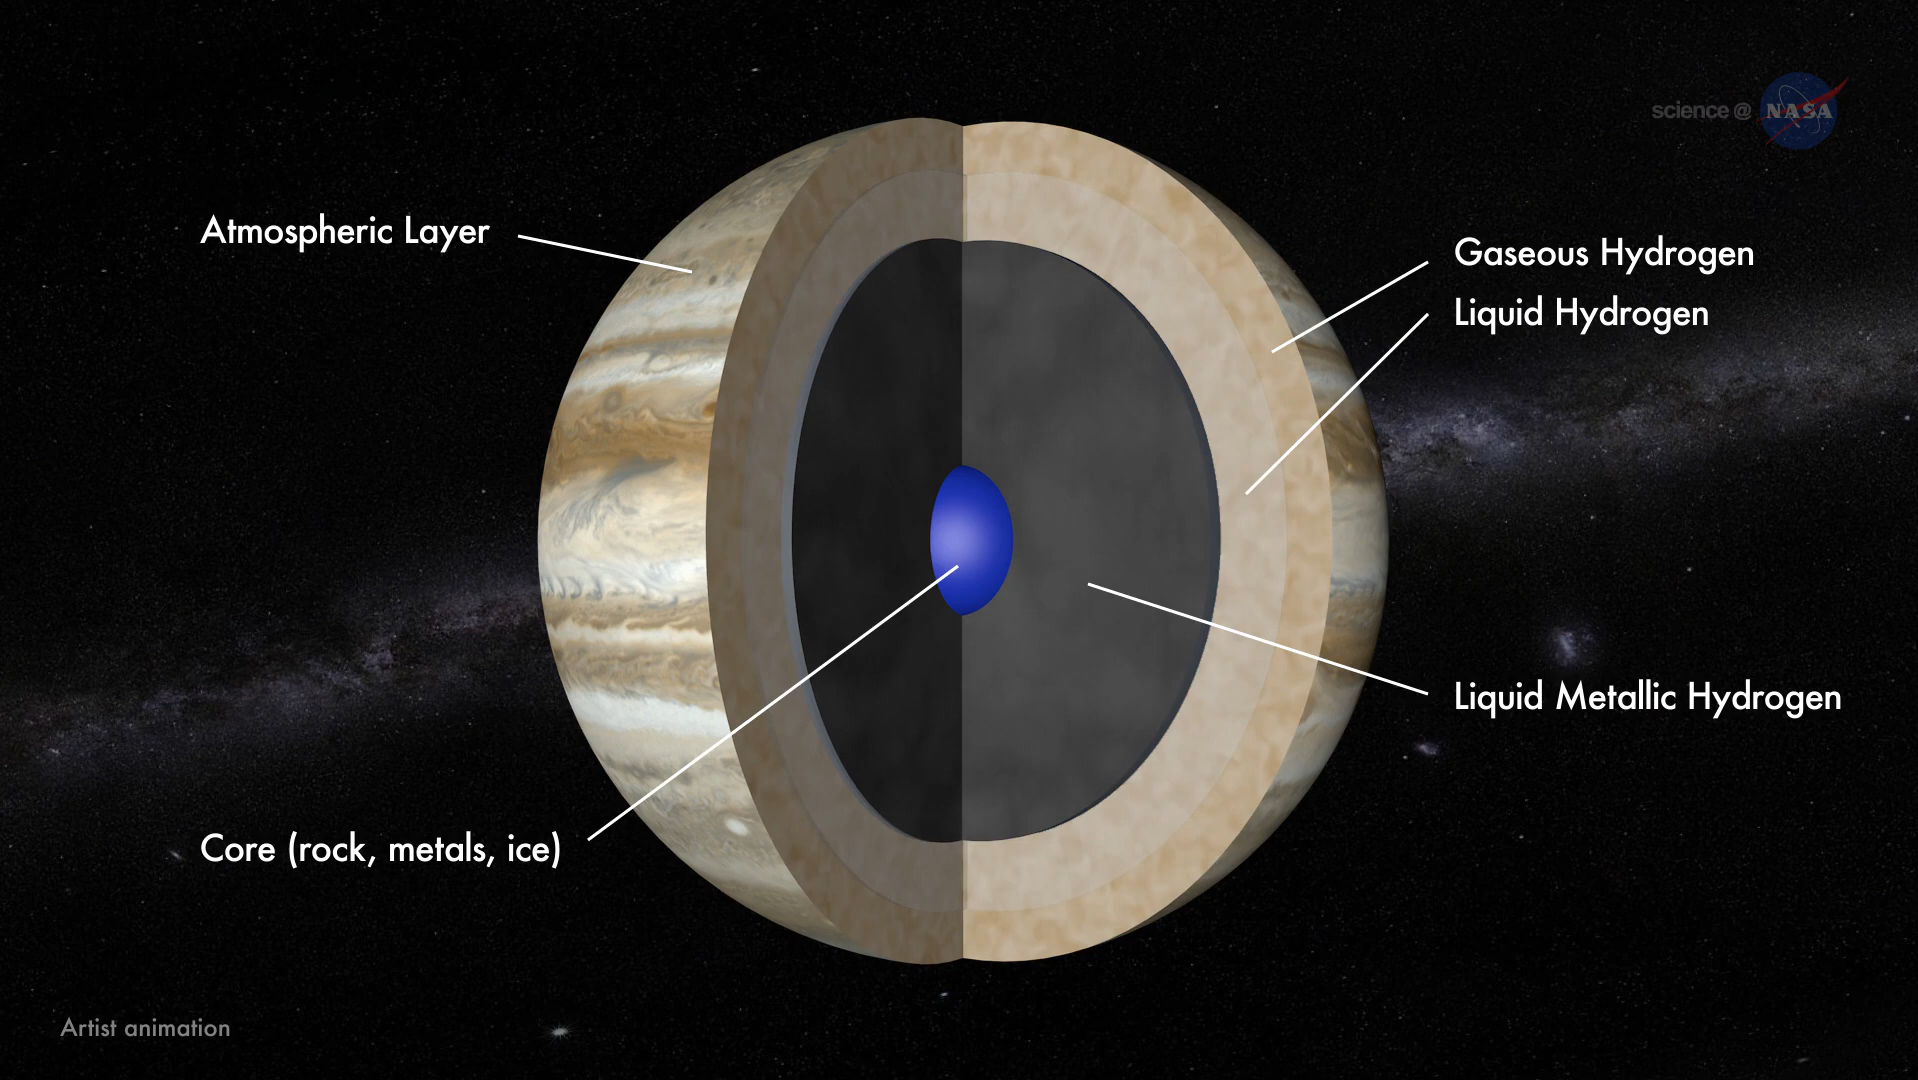 science @ NASA
Atmospheric Layer
Gaseous Hydrogen
Liquid Hydrogen
Liquid Metallic Hydrogen
Core (rock, metals, ice)
Artist animation